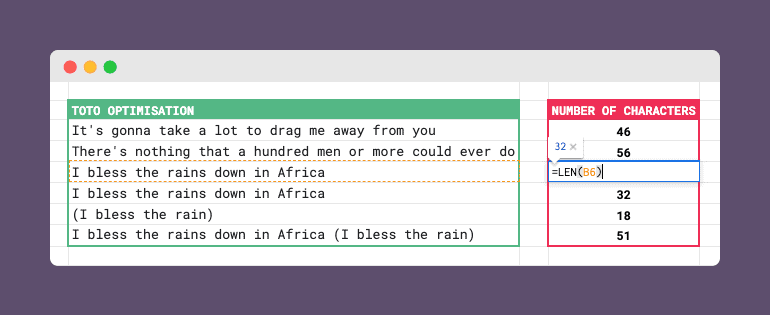 TOTO OPTIMISATION NUMBER OF CHARACTERS
It's gonna take a lot to drag me away from you 46
There's nothing that a hundred men or more could ever do 56
32 ×
I bless the rains down in Africa =LEN(B6)
I bless the rains down in Africa 32
(I bless the rain) 18
I bless the rains down in Africa (I bless the rain) 51